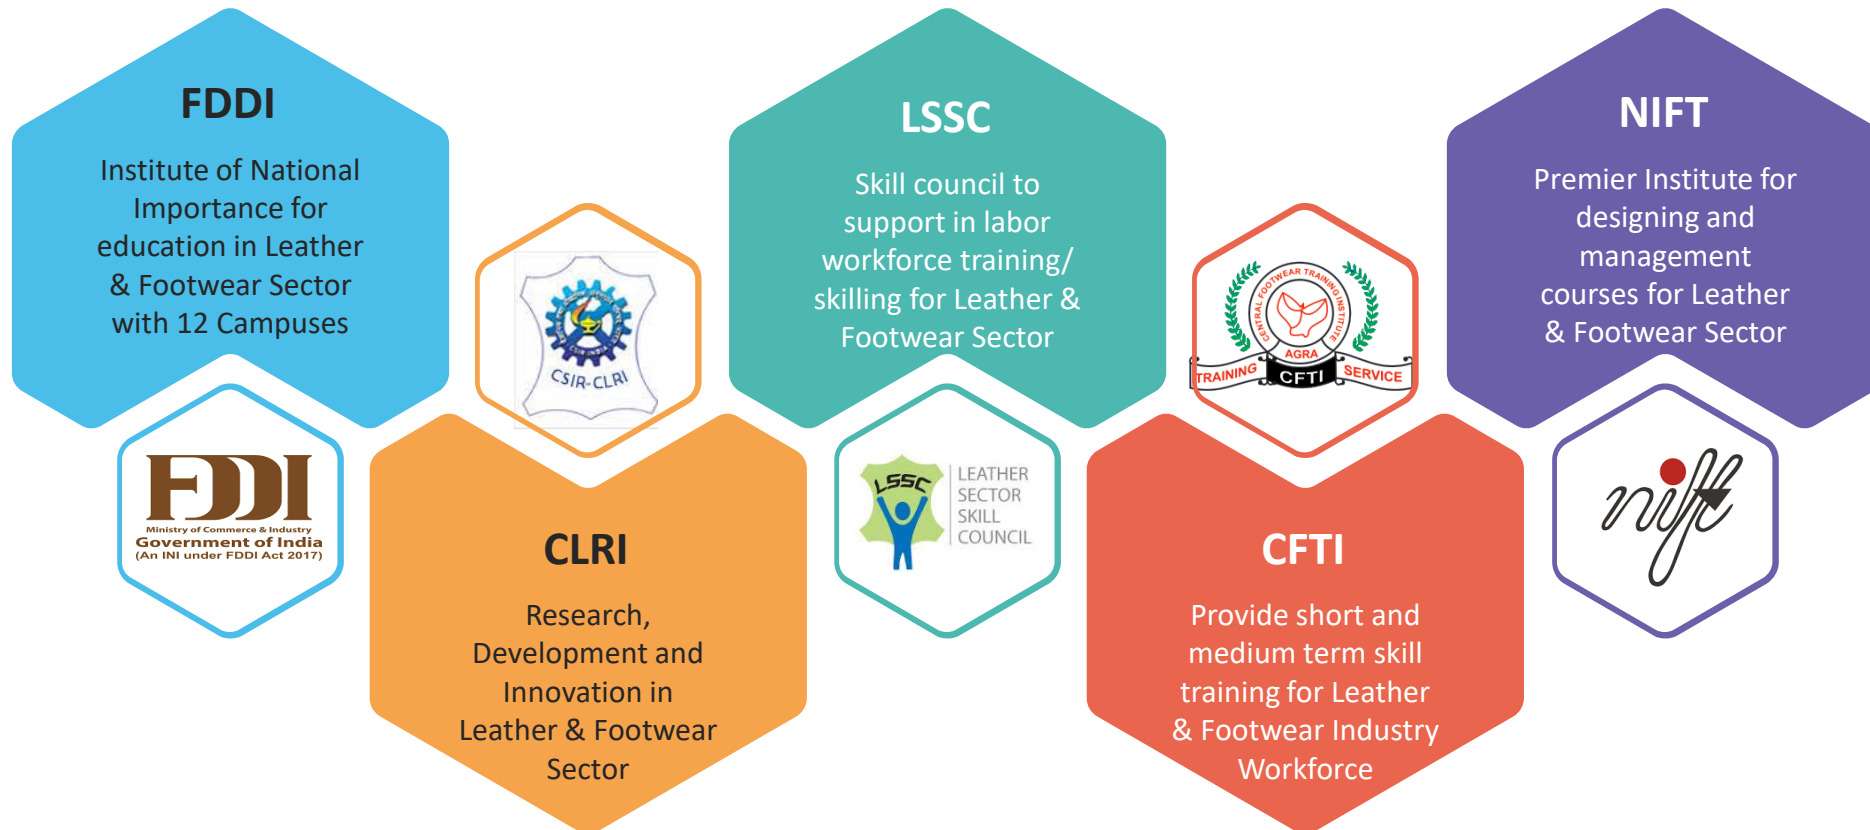 FDDI
Institute of National
Importance for
education in Leather
& Footwear Sector
with 12 Campuses
FDDI
Ministry of Commerce & Industry
Government of India
(An INI under FDDI Act 2017)
CSIR-CLRI
CLRI
Research,
Development and
Innovation in
Leather & Footwear
Sector
LSSC
Skill council to
support in labor
workforce training/
skilling for Leather &
Footwear Sector
LSSC
LEATHER
SECTOR
SKILL
COUNCIL
CENTRAL FOOTWEAR TRAINING INSTITUTE
AGRA
TRAINING CFTI SERVICE
CFTI
Provide short and
medium term skill
training for Leather
& Footwear Industry
Workforce
NIFT
Premier Institute for
designing and
management
courses for Leather
& Footwear Sector
nift